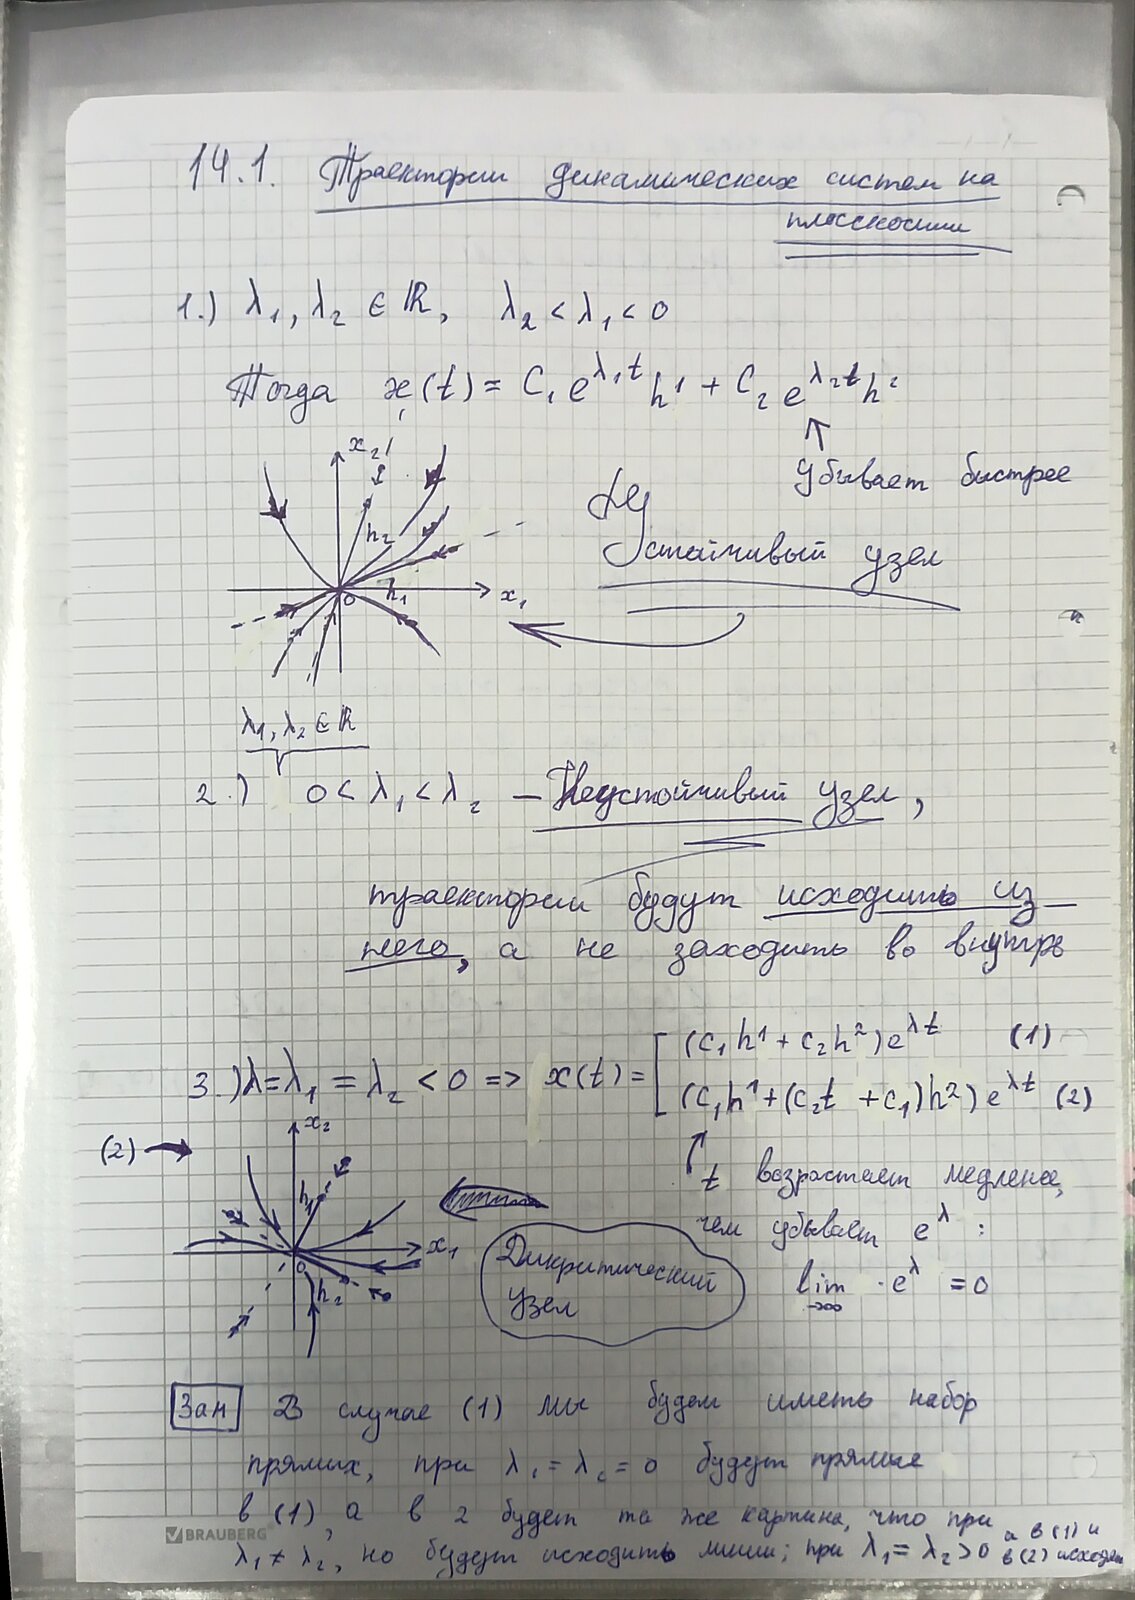 14.1. Траектории динамических систем на
плоскости
1.) λ₁, λ₂ ∈ ℝ, λ₂ < λ₁ < 0
Тогда x(t) = C₁e^{λ₁t}h¹ + C₂e^{λ₂t}h²
↑
убывает быстрее
x₂
h₂
h₁
0
x₁
Устойчивый узел
λ₁, λ₂ ∈ ℝ
2.) 0 < λ₁ < λ₂ – Неустойчивый узел,
траектории будут исходить из
него, а не заходить во внутрь
3.) λ = λ₁ = λ₂ < 0 => x(t) = [ (C₁h¹ + C₂h²)e^{λt} (1)
(C₁h¹ + (C₂t + C₁)h²)e^{λt} (2)
(2) →
x₂
h₁
x₁
0
h₂
t возрастает медленее,
чем убывает e^λ :
Дикритический
узел
lim →∞ · e^λ = 0
Зам В случае (1) мы будем иметь набор
прямых, при λ₁ = λ₂ = 0 будут прямые
в (1), а в 2 будет та же картина, что при
λ₁ ≠ λ₂, но будут исходить линии; при λ₁ = λ₂ > 0 а в (1) и
в (2) исходят
BRAUBERG